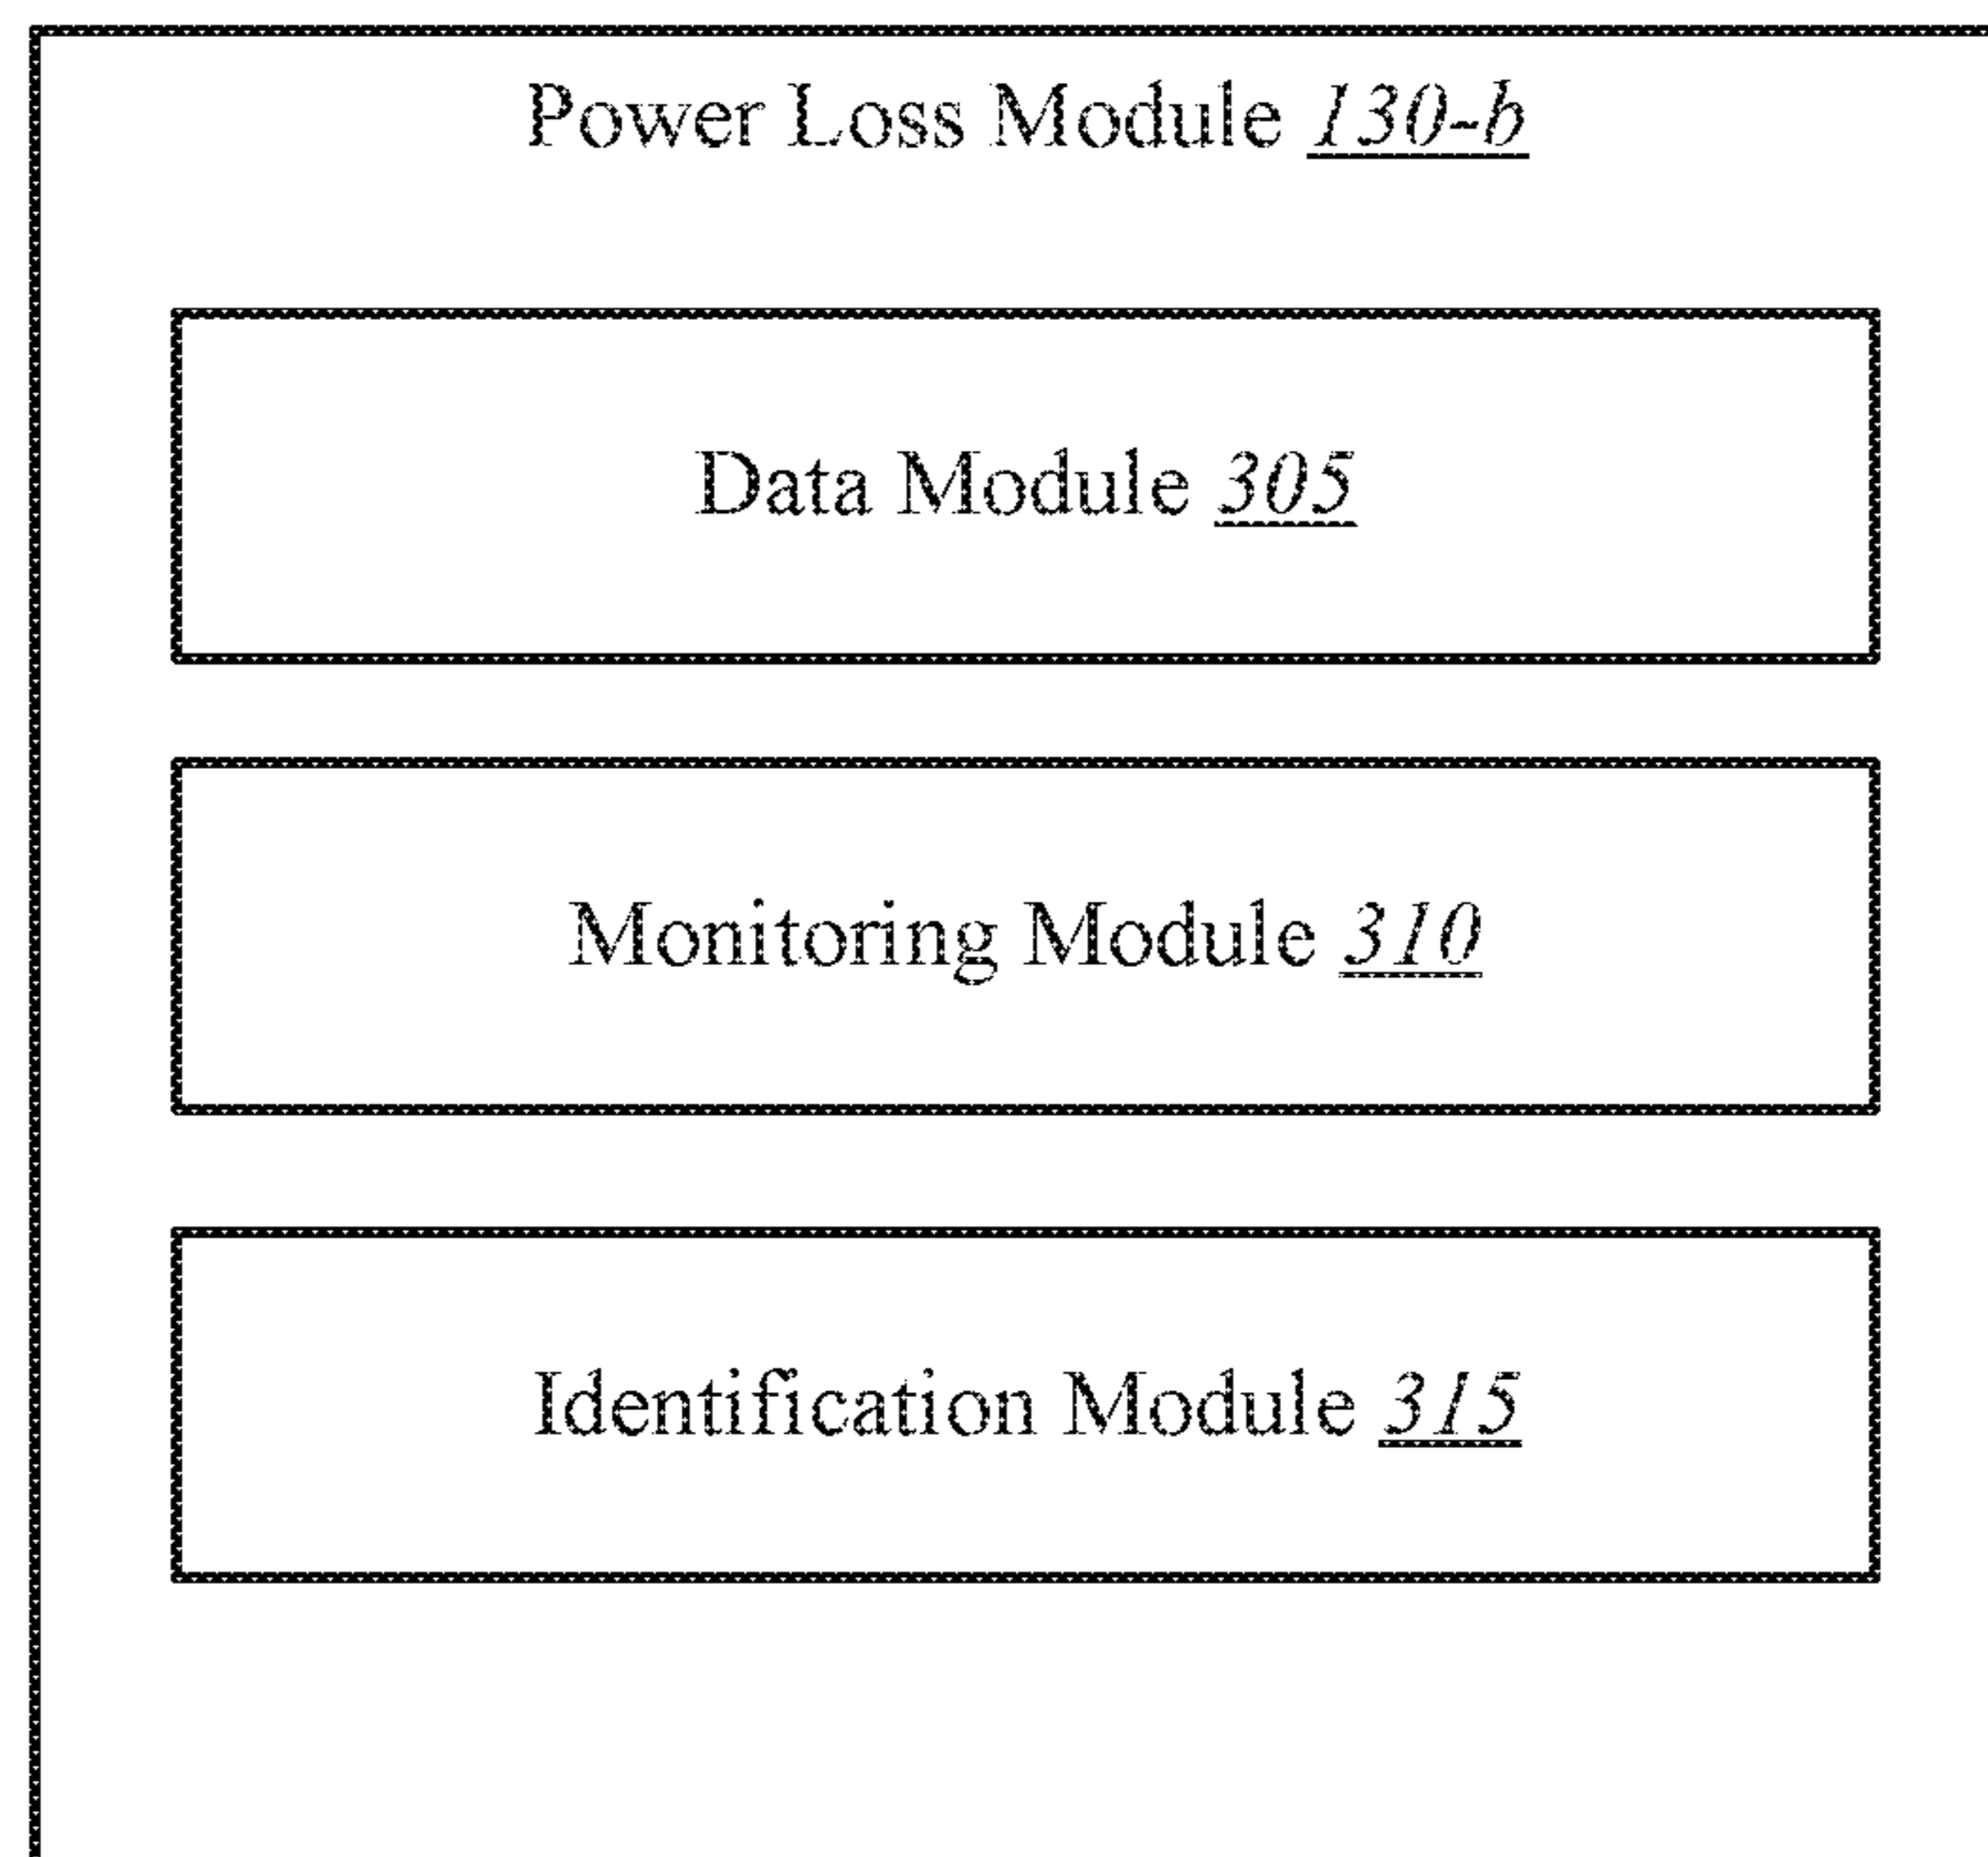 Power Loss Module 130-b
Data Module 305
Monitoring Module 310
Identification Module 315